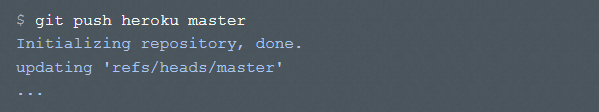 $ git push heroku master
Initializing repository, done.
updating 'refs/heads/master'
...